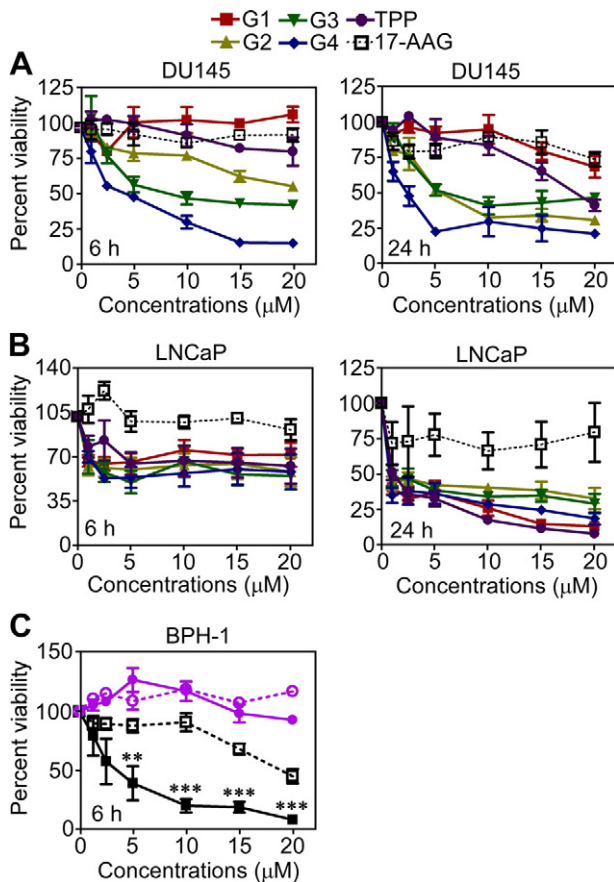 G1 G3 TPP
G2 G4 17-AAG
A
DU145
Percent viability
125
100
75
50
25
0
6 h
0 5 10 15 20
Concentrations (μM)
DU145
125
100
75
50
25
0
24 h
0 5 10 15 20
Concentrations (μM)
B
LNCaP
Percent viability
140
105
70
35
0
6 h
0 5 10 15 20
Concentrations (μM)
LNCaP
125
100
75
50
25
0
24 h
0 5 10 15 20
Concentrations (μM)
C
BPH-1
Percent viability
150
100
50
0
** *** *** ***
6 h
0 5 10 15 20
Concentrations (μM)